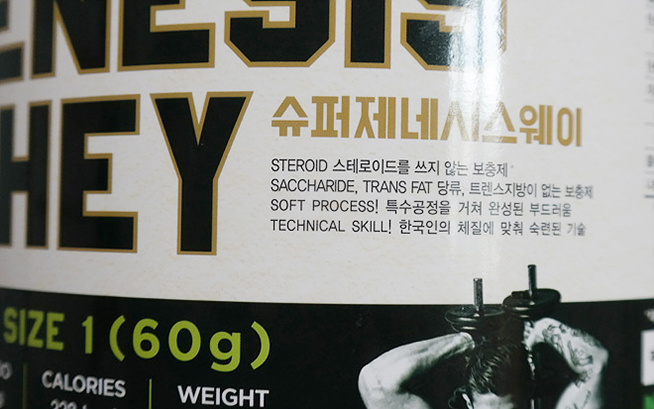 ENESIS
HEY
슈퍼제네시스웨이
STEROID 스테로이드를 쓰지 않는 보충제
SACCHARIDE, TRANS FAT 당류, 트렌스지방이 없는 보충제
SOFT PROCESS! 특수공정을 거쳐 완성된 부드러움
TECHNICAL SKILL! 한국인의 체질에 맞춰 숙련된 기술
SIZE 1 (60g)
CALORIES
WEIGHT